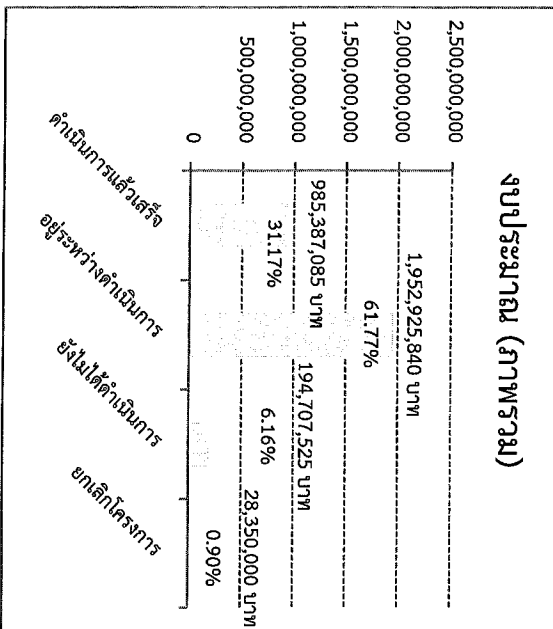 งบประมาณ (ภาพรวม)
2,500,000,000
2,000,000,000
1,500,000,000
1,000,000,000
500,000,000
0
985,387,085 บาท
31.17%
1,952,925,840 บาท
61.77%
194,707,525 บาท
6.16%
28,350,000 บาท
0.90%
ดำเนินการแล้วเสร็จ
อยู่ระหว่างดำเนินการ
ยังไม่ได้ดำเนินการ
ยกเลิกโครงการ